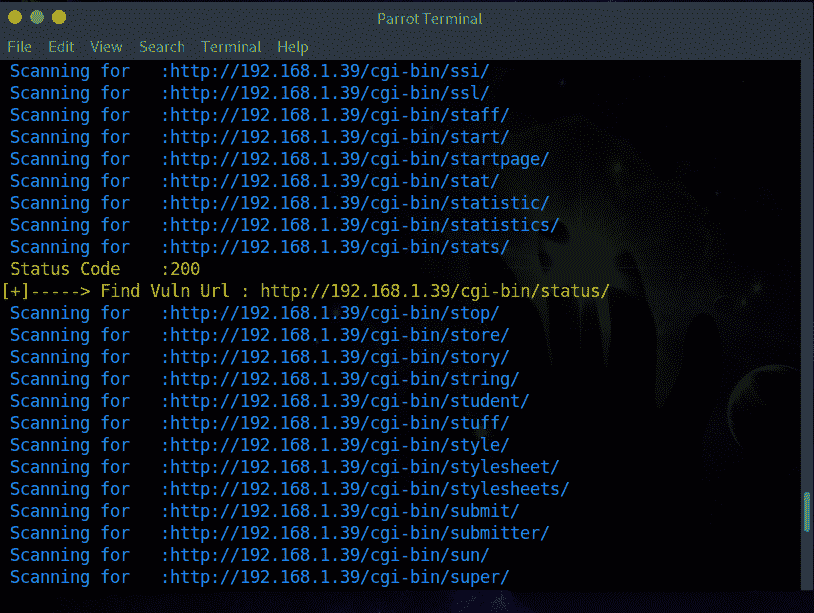 Parrot Terminal
File Edit View Search Terminal Help
Scanning for :http://192.168.1.39/cgi-bin/ssi/
Scanning for :http://192.168.1.39/cgi-bin/ssl/
Scanning for :http://192.168.1.39/cgi-bin/staff/
Scanning for :http://192.168.1.39/cgi-bin/start/
Scanning for :http://192.168.1.39/cgi-bin/startpage/
Scanning for :http://192.168.1.39/cgi-bin/stat/
Scanning for :http://192.168.1.39/cgi-bin/statistic/
Scanning for :http://192.168.1.39/cgi-bin/statistics/
Scanning for :http://192.168.1.39/cgi-bin/stats/
Status Code :200
[+]-----> Find Vuln Url : http://192.168.1.39/cgi-bin/status/
Scanning for :http://192.168.1.39/cgi-bin/stop/
Scanning for :http://192.168.1.39/cgi-bin/store/
Scanning for :http://192.168.1.39/cgi-bin/story/
Scanning for :http://192.168.1.39/cgi-bin/string/
Scanning for :http://192.168.1.39/cgi-bin/student/
Scanning for :http://192.168.1.39/cgi-bin/stuff/
Scanning for :http://192.168.1.39/cgi-bin/style/
Scanning for :http://192.168.1.39/cgi-bin/stylesheet/
Scanning for :http://192.168.1.39/cgi-bin/stylesheets/
Scanning for :http://192.168.1.39/cgi-bin/submit/
Scanning for :http://192.168.1.39/cgi-bin/submitter/
Scanning for :http://192.168.1.39/cgi-bin/sun/
Scanning for :http://192.168.1.39/cgi-bin/super/